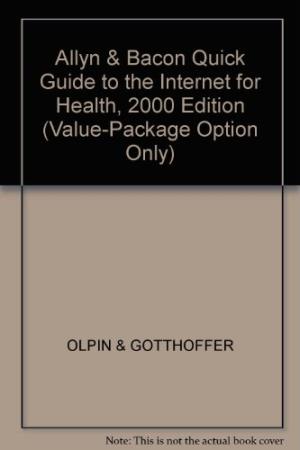 Allyn & Bacon Quick
Guide to the Internet for
Health, 2000 Edition
(Value-Package Option
Only)
OLPIN & GOTTHOFFER
Note: This is not the actual book cover